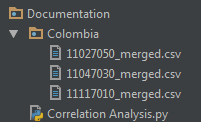 Documentation
Colombia
11027050_merged.csv
11047030_merged.csv
11117010_merged.csv
Correlation Analysis.py